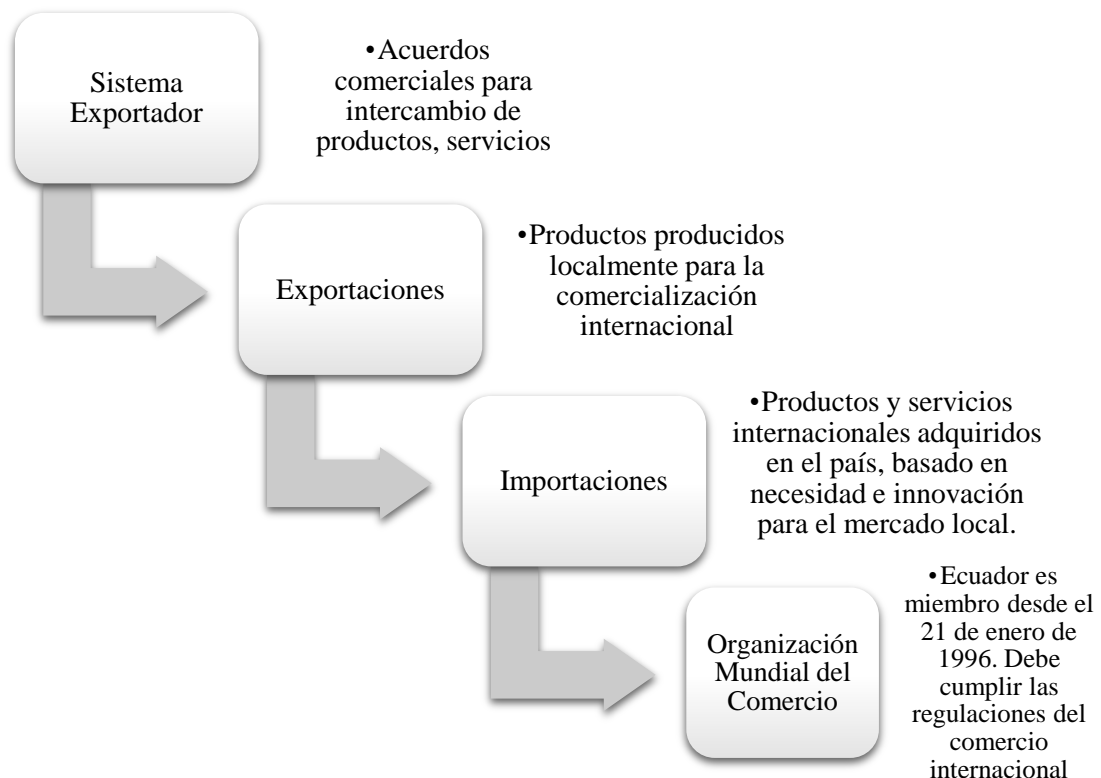 Sistema
Exportador
•Acuerdos
comerciales para
intercambio de
productos, servicios
Exportaciones
•Productos producidos
localmente para la
comercialización
internacional
Importaciones
•Productos y servicios
internacionales adquiridos
en el país, basado en
necesidad e innovación
para el mercado local.
Organización
Mundial del
Comercio
•Ecuador es
miembro desde el
21 de enero de
1996. Debe
cumplir las
regulaciones del
comercio
internacional